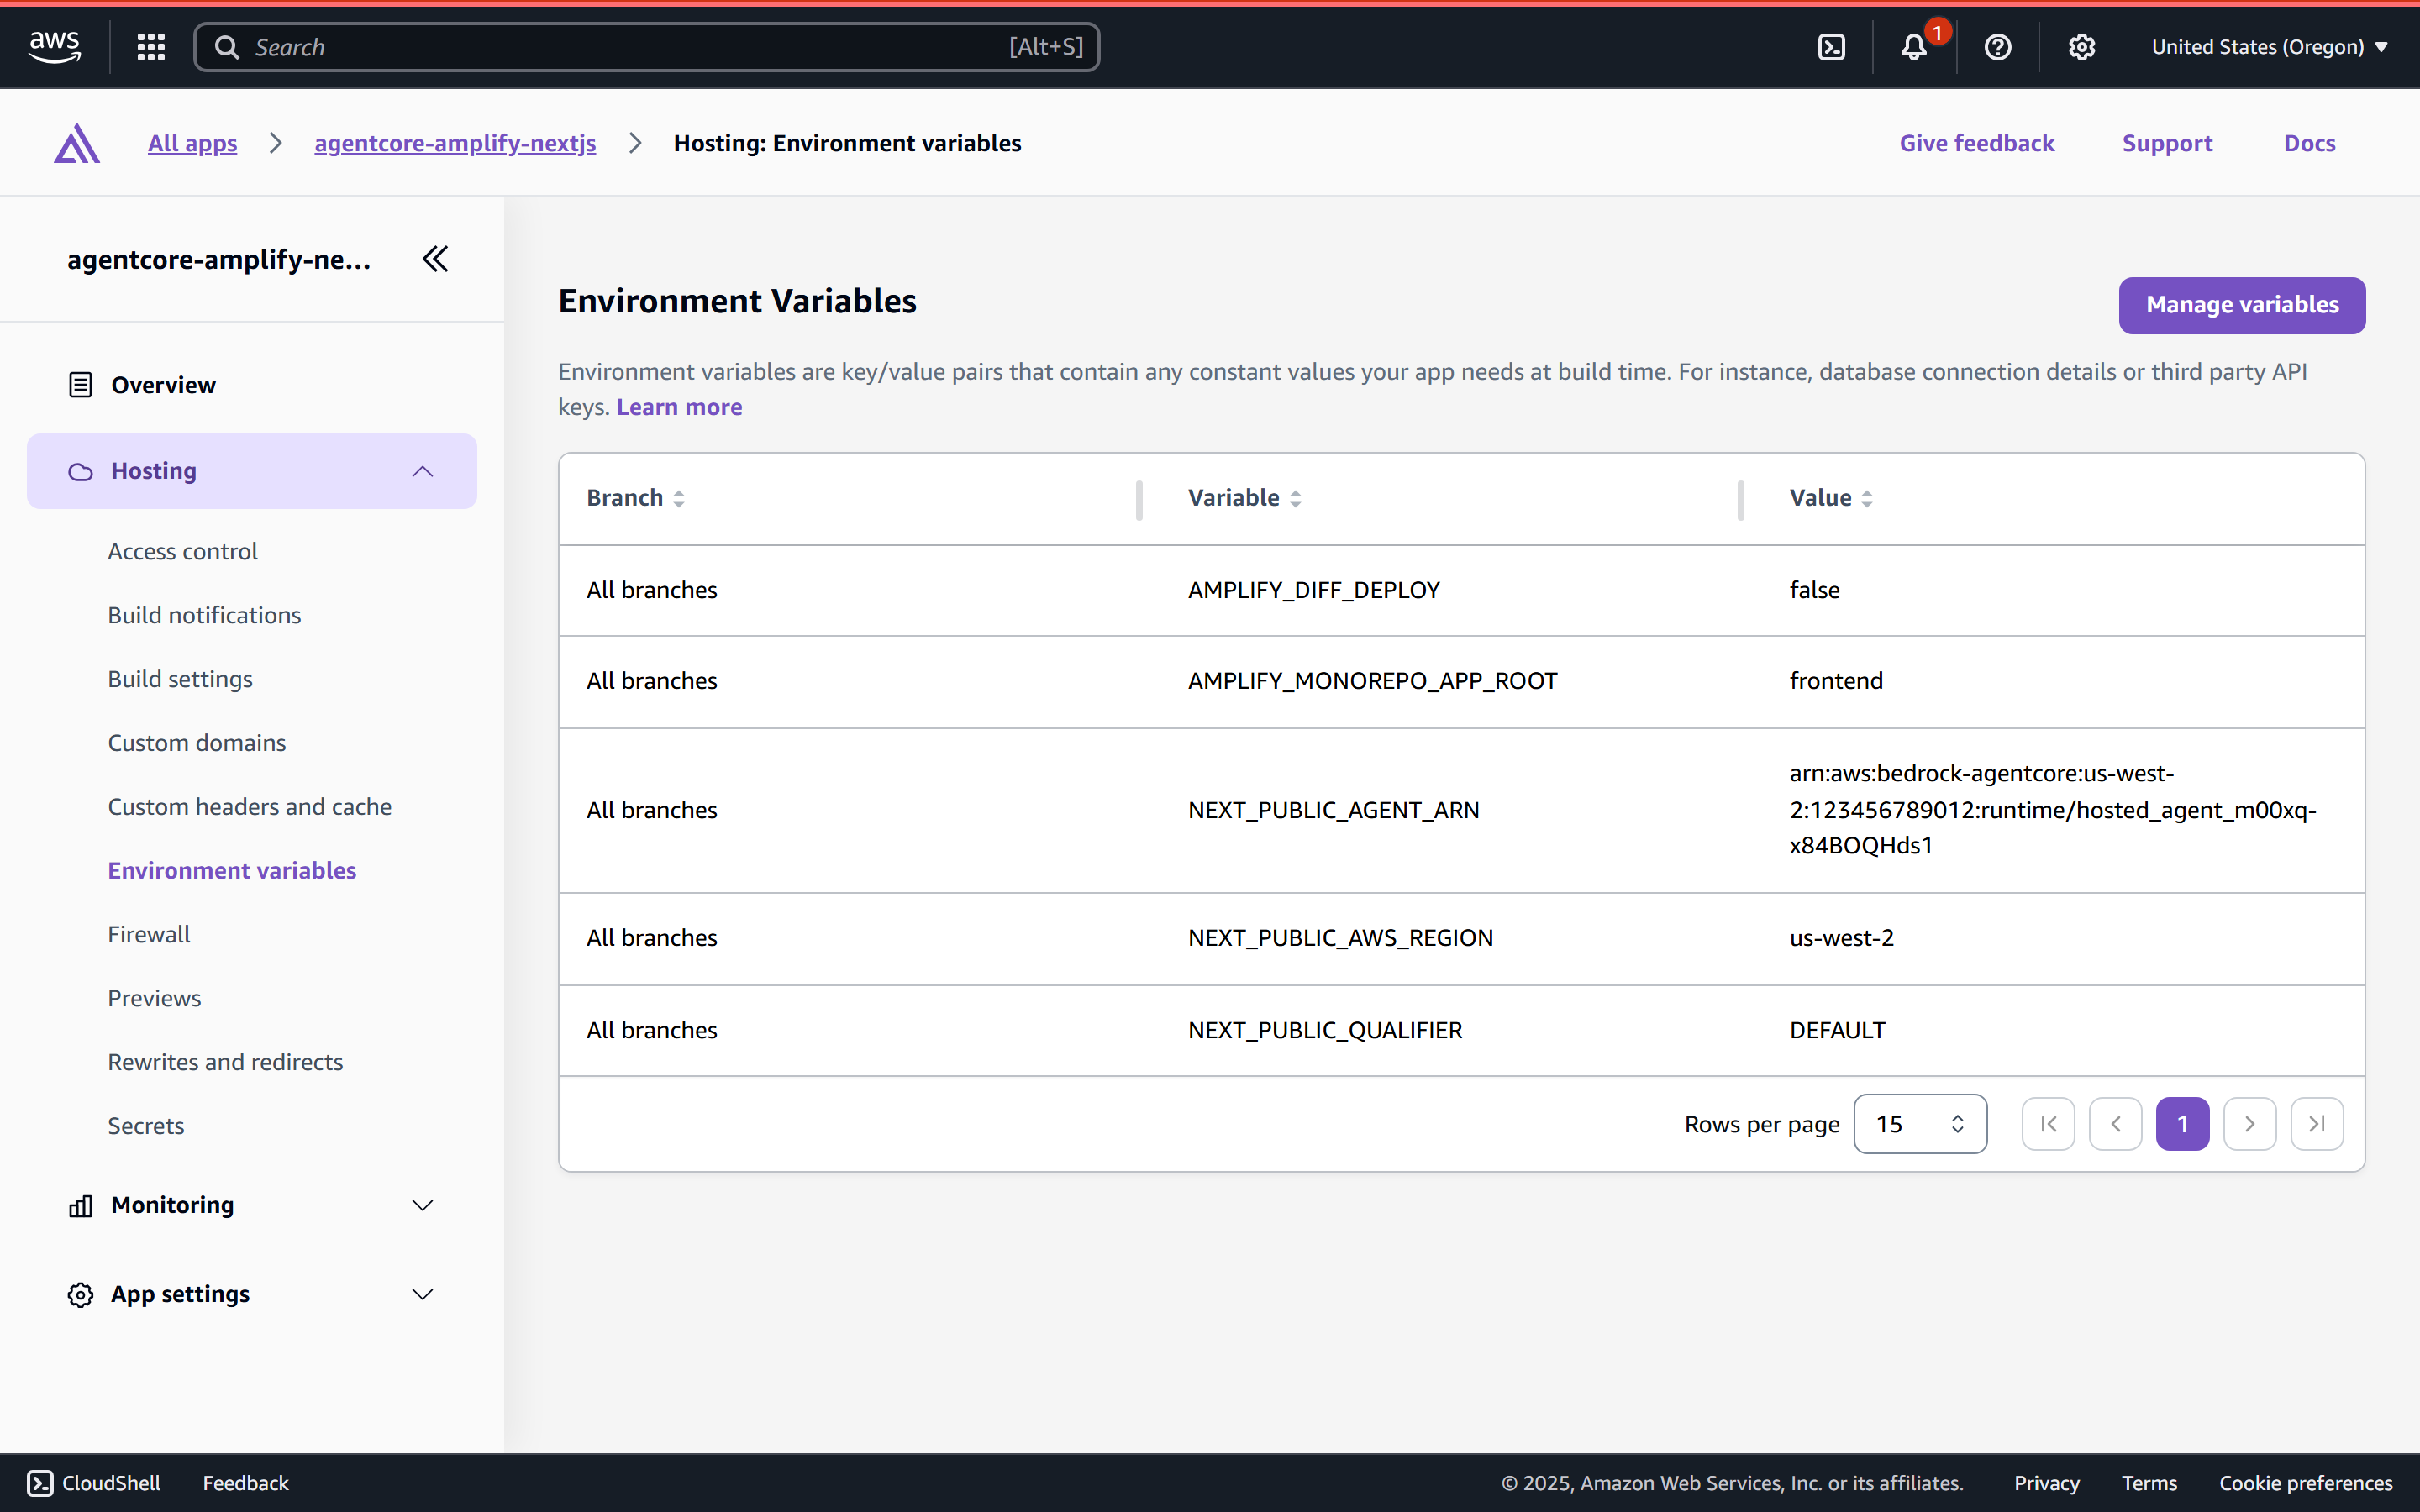 aws
Search
[Alt+S]
1
United States (Oregon)
All apps
agentcore-amplify-nextjs
Hosting: Environment variables
Give feedback
Support
Docs
agentcore-amplify-ne...
Overview
Hosting
Access control
Build notifications
Build settings
Custom domains
Custom headers and cache
Environment variables
Firewall
Previews
Rewrites and redirects
Secrets
Monitoring
App settings
Environment Variables
Manage variables
Environment variables are key/value pairs that contain any constant values your app needs at build time. For instance, database connection details or third party API
keys. Learn more
Branch Variable Value
All branches AMPLIFY_DIFF_DEPLOY false
All branches AMPLIFY_MONOREPO_APP_ROOT frontend
All branches NEXT_PUBLIC_AGENT_ARN arn:aws:bedrock-agentcore:us-west-
2:123456789012:runtime/hosted_agent_m00xq-
x84BOQHds1
All branches NEXT_PUBLIC_AWS_REGION us-west-2
All branches NEXT_PUBLIC_QUALIFIER DEFAULT
Rows per page 15 1
CloudShell
Feedback
© 2025, Amazon Web Services, Inc. or its affiliates.
Privacy
Terms
Cookie preferences